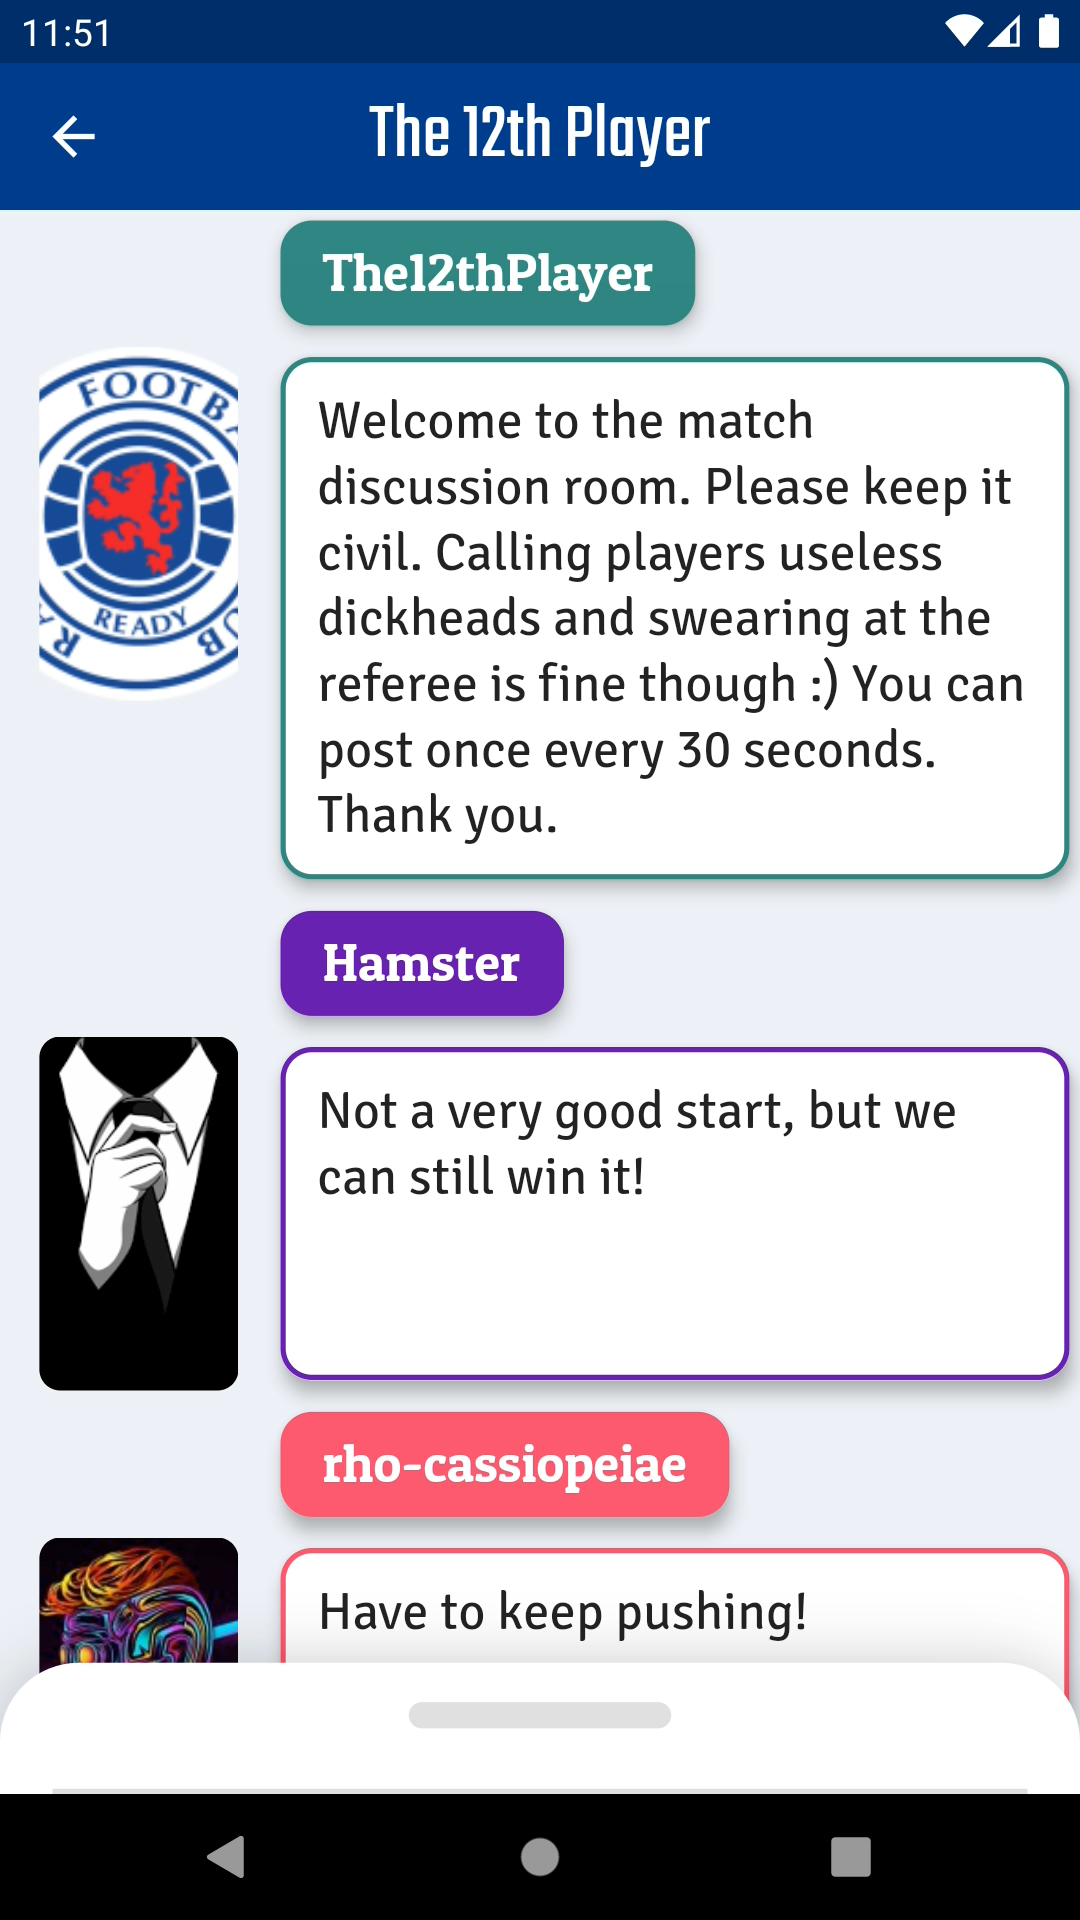 11:51
The 12th Player
The12thPlayer
FOOTBA
READY
Welcome to the match
discussion room. Please keep it
civil. Calling players useless
dickheads and swearing at the
referee is fine though :) You can
post once every 30 seconds.
Thank you.
Hamster
Not a very good start, but we
can still win it!
rho-cassiopeiae
Have to keep pushing!